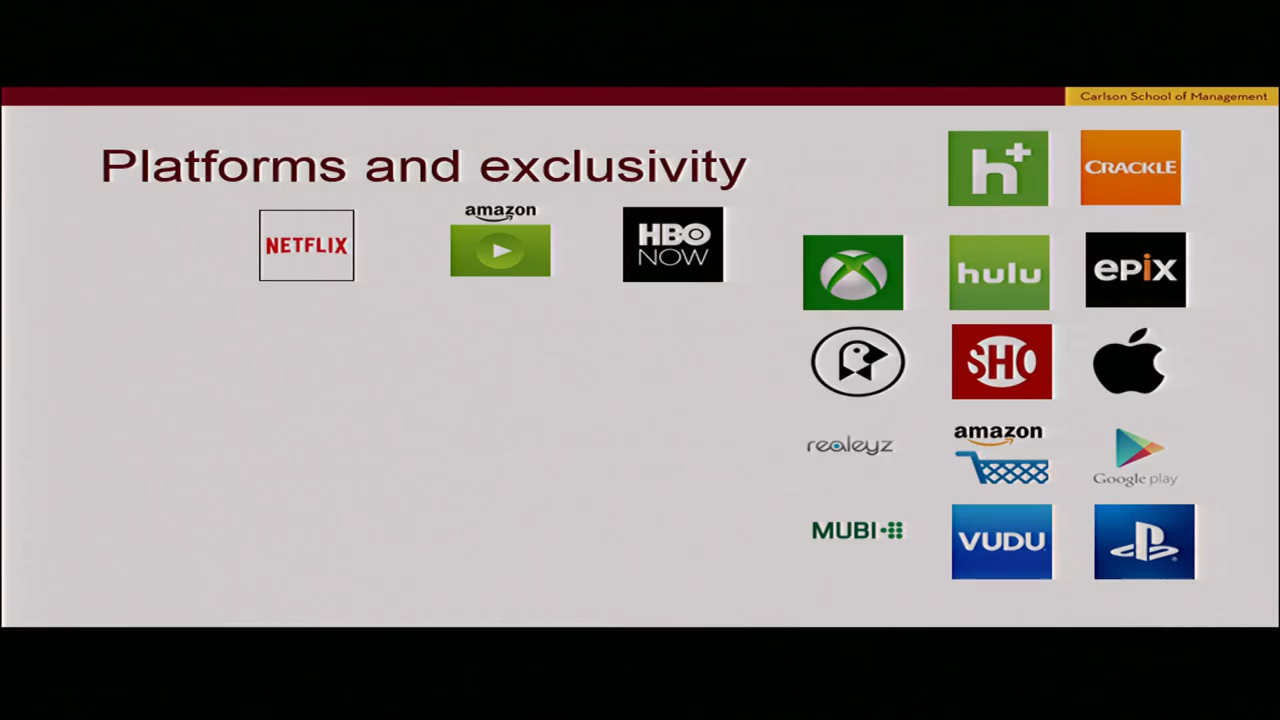 Carlson School of Management
Platforms and exclusivity
h+
CRACKLE
NETFLIX
amazon
HBO
NOW
hulu
epix
SHO
realeyz
amazon
Google play
MUBI
VUDU